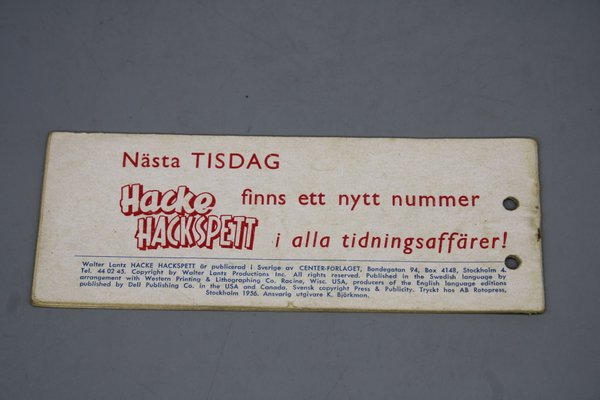 Nästa TISDAG
Hacke finns ett nytt nummer
HACKSPETT i alla tidningsaffärer!
Walter Lantz HACKE HACKSPETT är publicerad i Sverige av CENTER-FÖRLAGET, Bondegatan 94, Box 4148, Stockholm 4.
Tel. 44 02 45. Copyright by Walter Lantz Productions Inc. All rights reserved. Published in the Swedish language by
arrangement with Western Printing & Lithographing Co. Racine, Wisc. USA, producers of the English language editions
published by Dell Publishing Co. in the USA and Canada. Svensk copyright Press & Publicity. Tryckt hos AB Rotopress,
Stockholm 1956. Ansvarig utgivare K. Björkman.